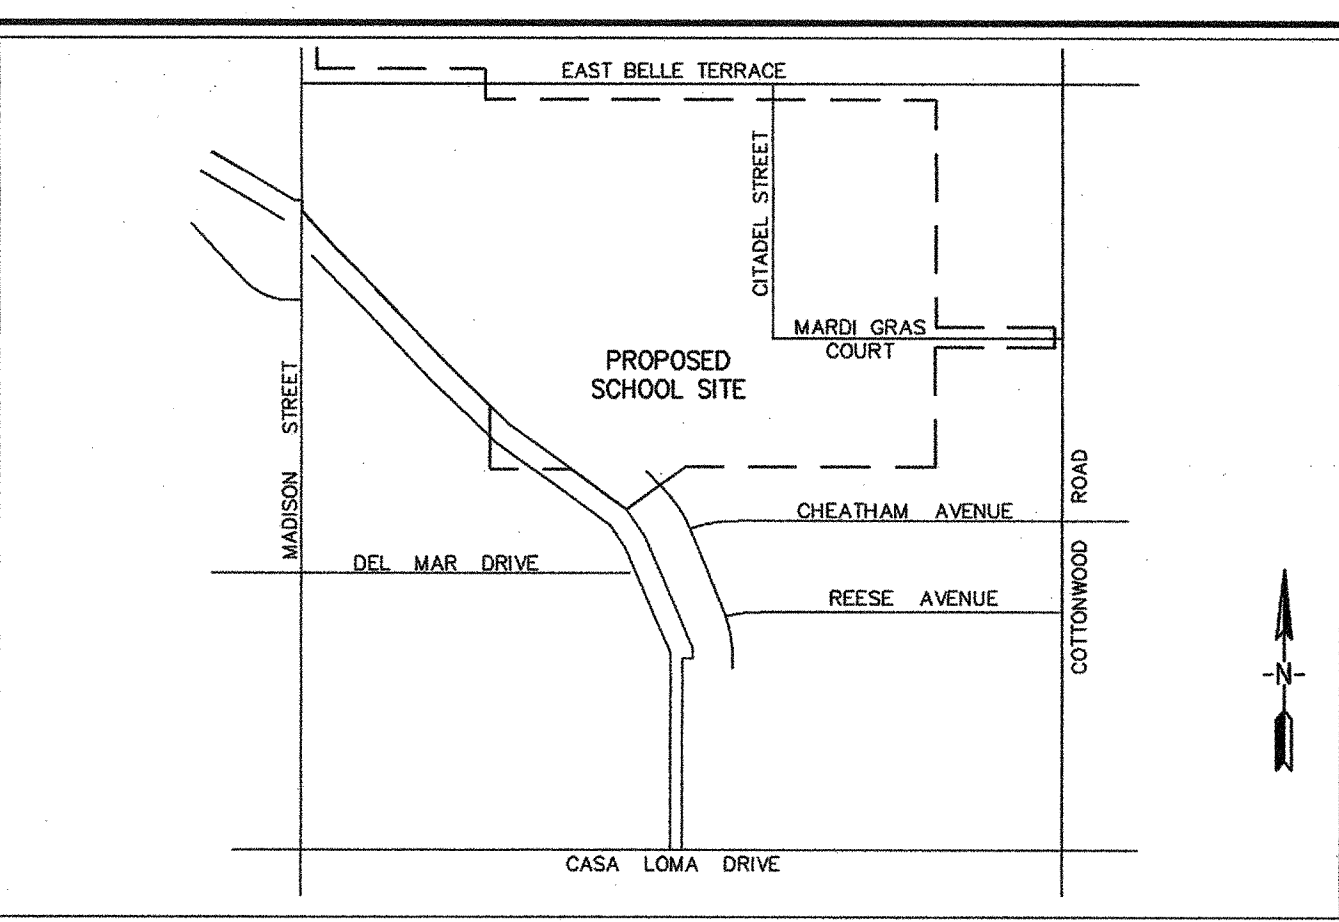 EAST BELLE TERRACE
CITADEL STREET
MARDI GRAS
COURT
PROPOSED
SCHOOL SITE
MADISON STREET
COTTONWOOD ROAD
CHEATHAM AVENUE
DEL MAR DRIVE
REESE AVENUE
-N-
CASA LOMA DRIVE